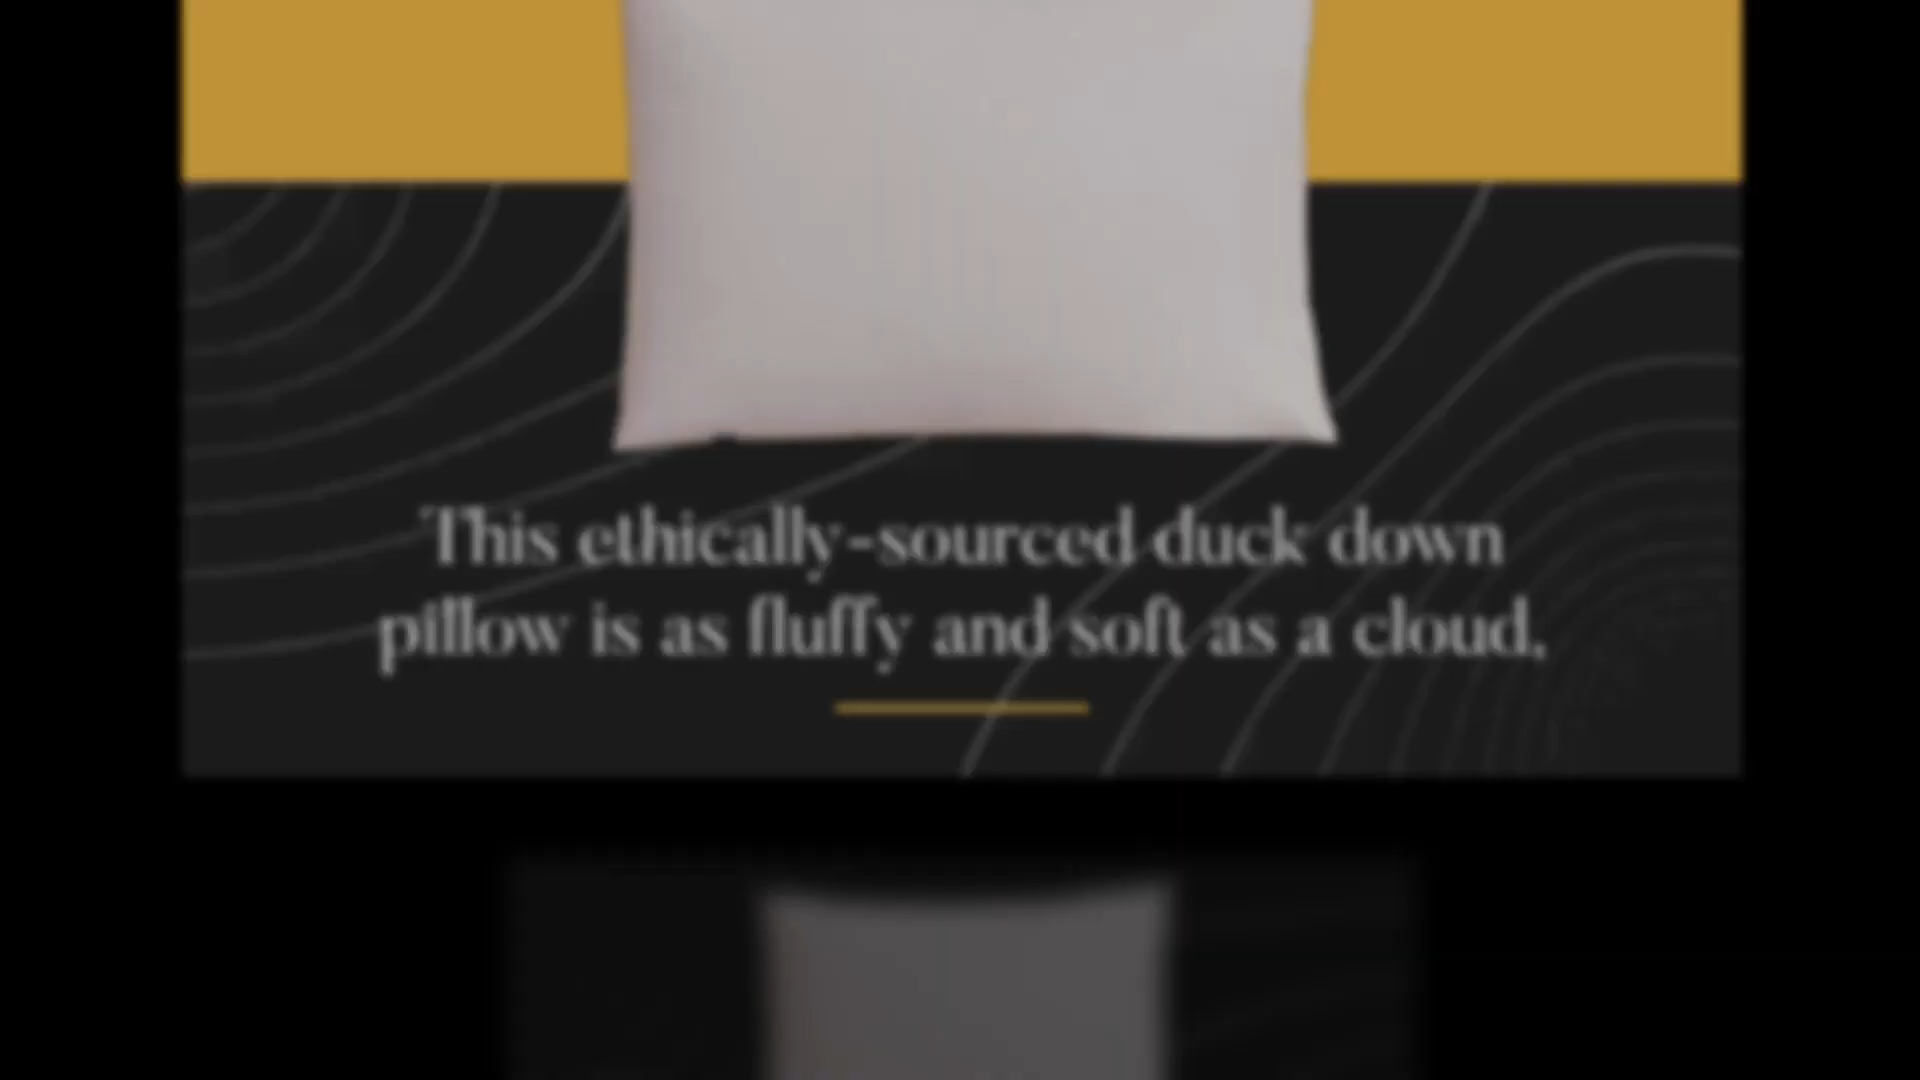 This ethically-sourced duck down
pillow is as fluffy and soft as a cloud,